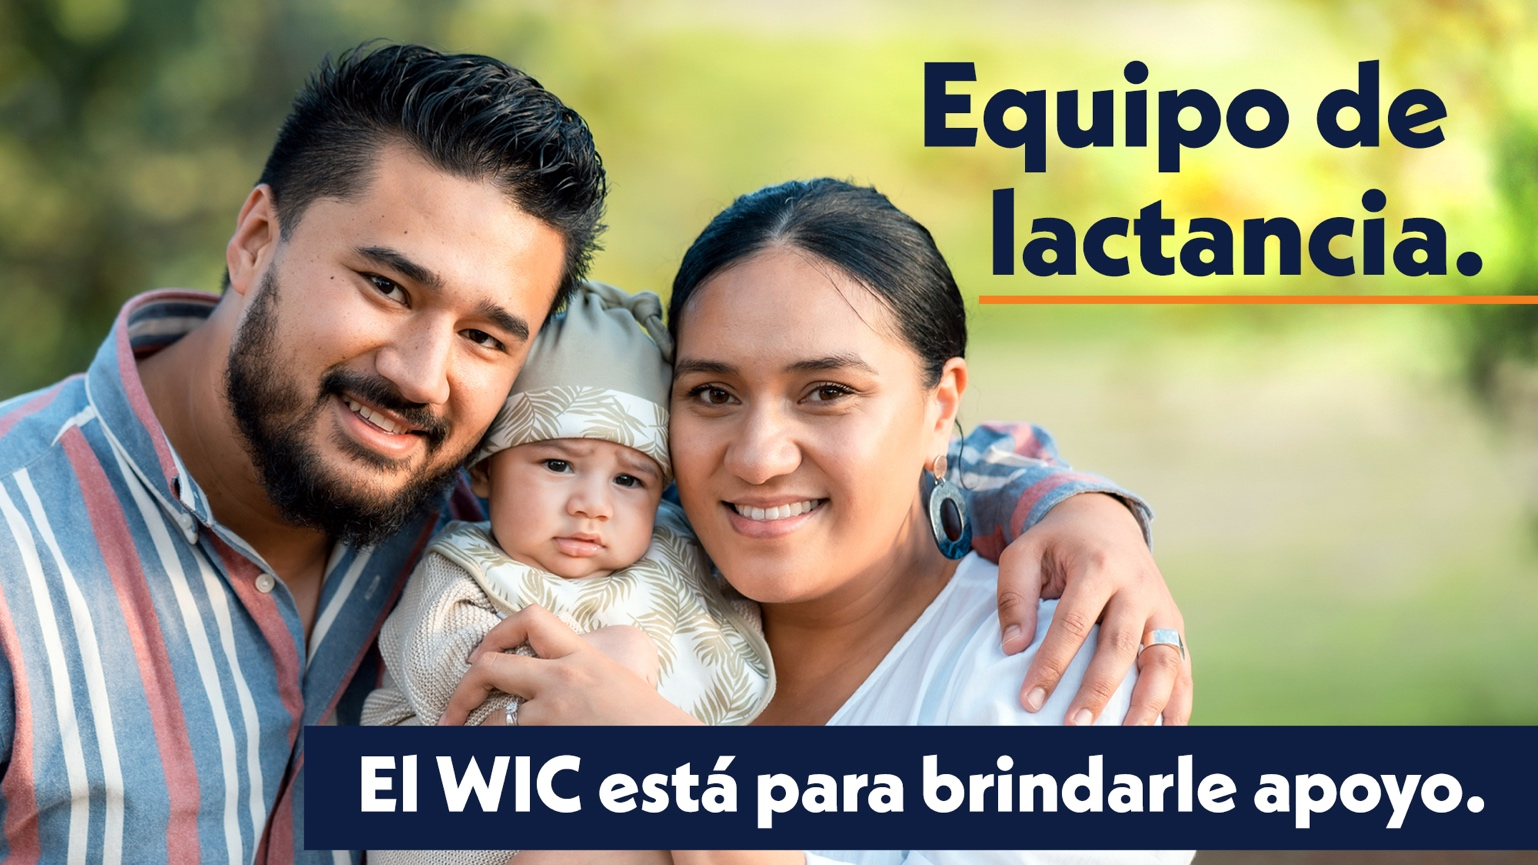 Equipo de
lactancia.
El WIC está para brindarle apoyo.